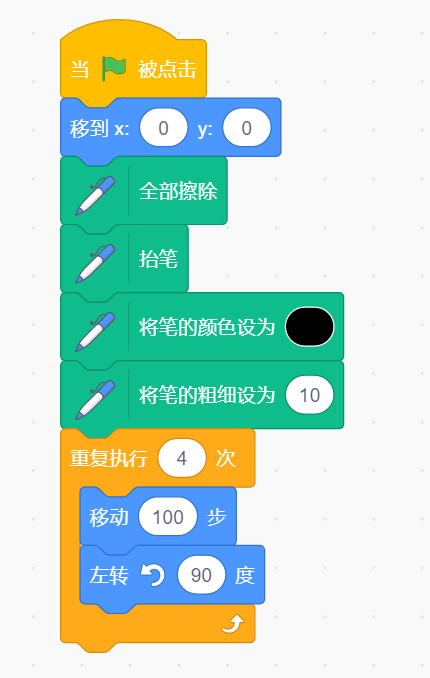 当 被点击
移到 x: 0 y: 0
全部擦除
抬笔
将笔的颜色设为
将笔的粗细设为 10
重复执行 4 次
移动 100 步
左转 90 度